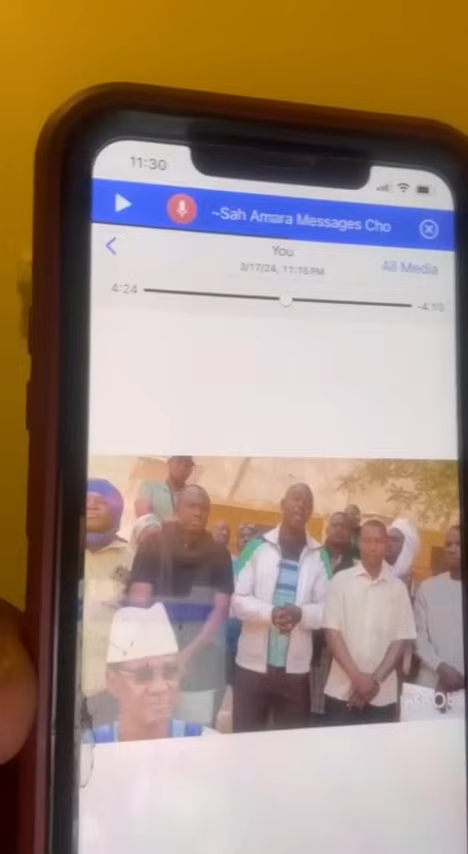 11:30
~Sah Amara Messages Cho
You
3/17/24, 11:15 PM
All Media
4:24
-4:10